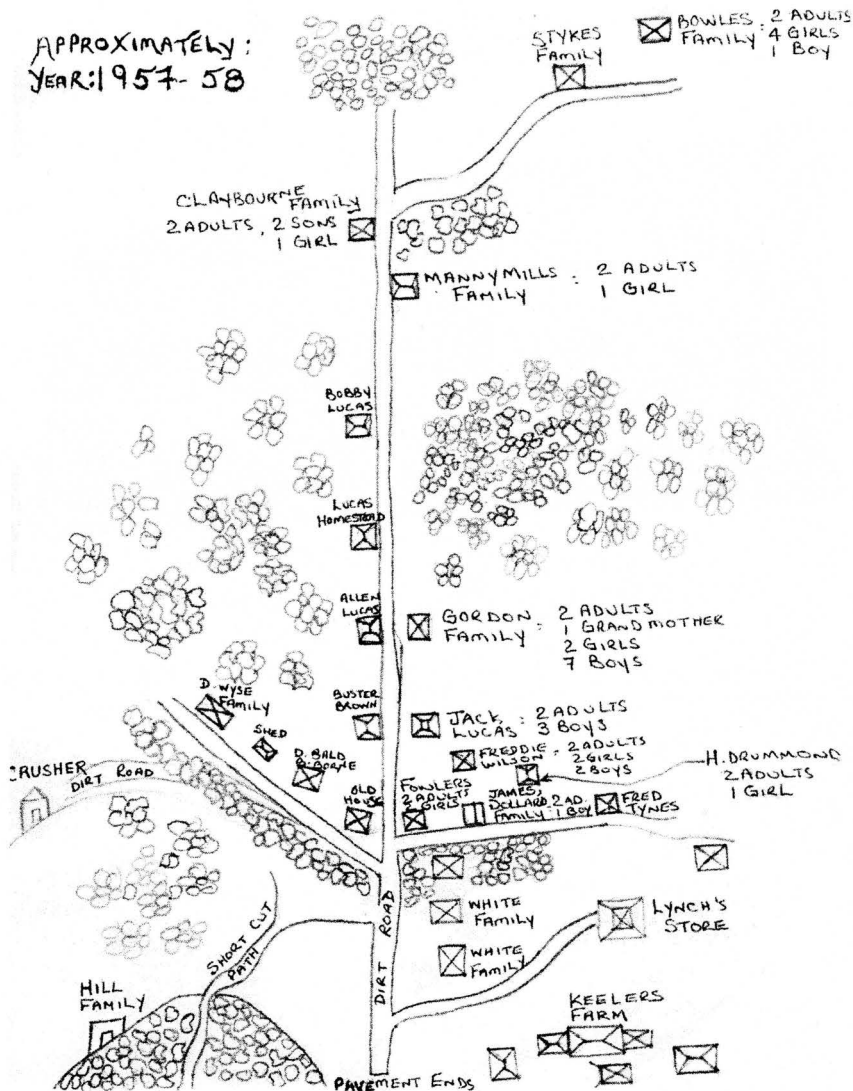 APPROXIMATELY:
YEAR: 1957-58
STYKES
FAMILY
BOWLES : 2 ADULTS
FAMILY 4 GIRLS
1 BOY
CLAYBOURNE
FAMILY
2 ADULTS, 2 SONS
1 GIRL
MANNY MILLS : 2 ADULTS
FAMILY 1 GIRL
BOBBY
LUCAS
LUCAS
HOMESTEAD
ALLEN
LUCAS
GORDON : 2 ADULTS
FAMILY 1 GRANDMOTHER
2 GIRLS
7 BOYS
D. WYSE
FAMILY
SHED
D. BALD
BUSTER
BROWN
JACK : 2 ADULTS
LUCAS 3 BOYS
FREDDIE : 2 ADULTS
WILSON 2 GIRLS
2 BOYS
H. DRUMMOND
2 ADULTS
1 GIRL
CRUSHER
DIRT ROAD
OLD
HOUSE
FOWLERS
2 ADULTS
GIRLS
JAMES,
DOLLARD, 2 AD.
FAMILY: 1 BOY
FRED
TYNES
WHITE
FAMILY
WHITE
FAMILY
LYNCH'S
STORE
SHORT CUT
PATH
DIRT ROAD
HILL
FAMILY
KEELERS
FARM
PAVEMENT ENDS